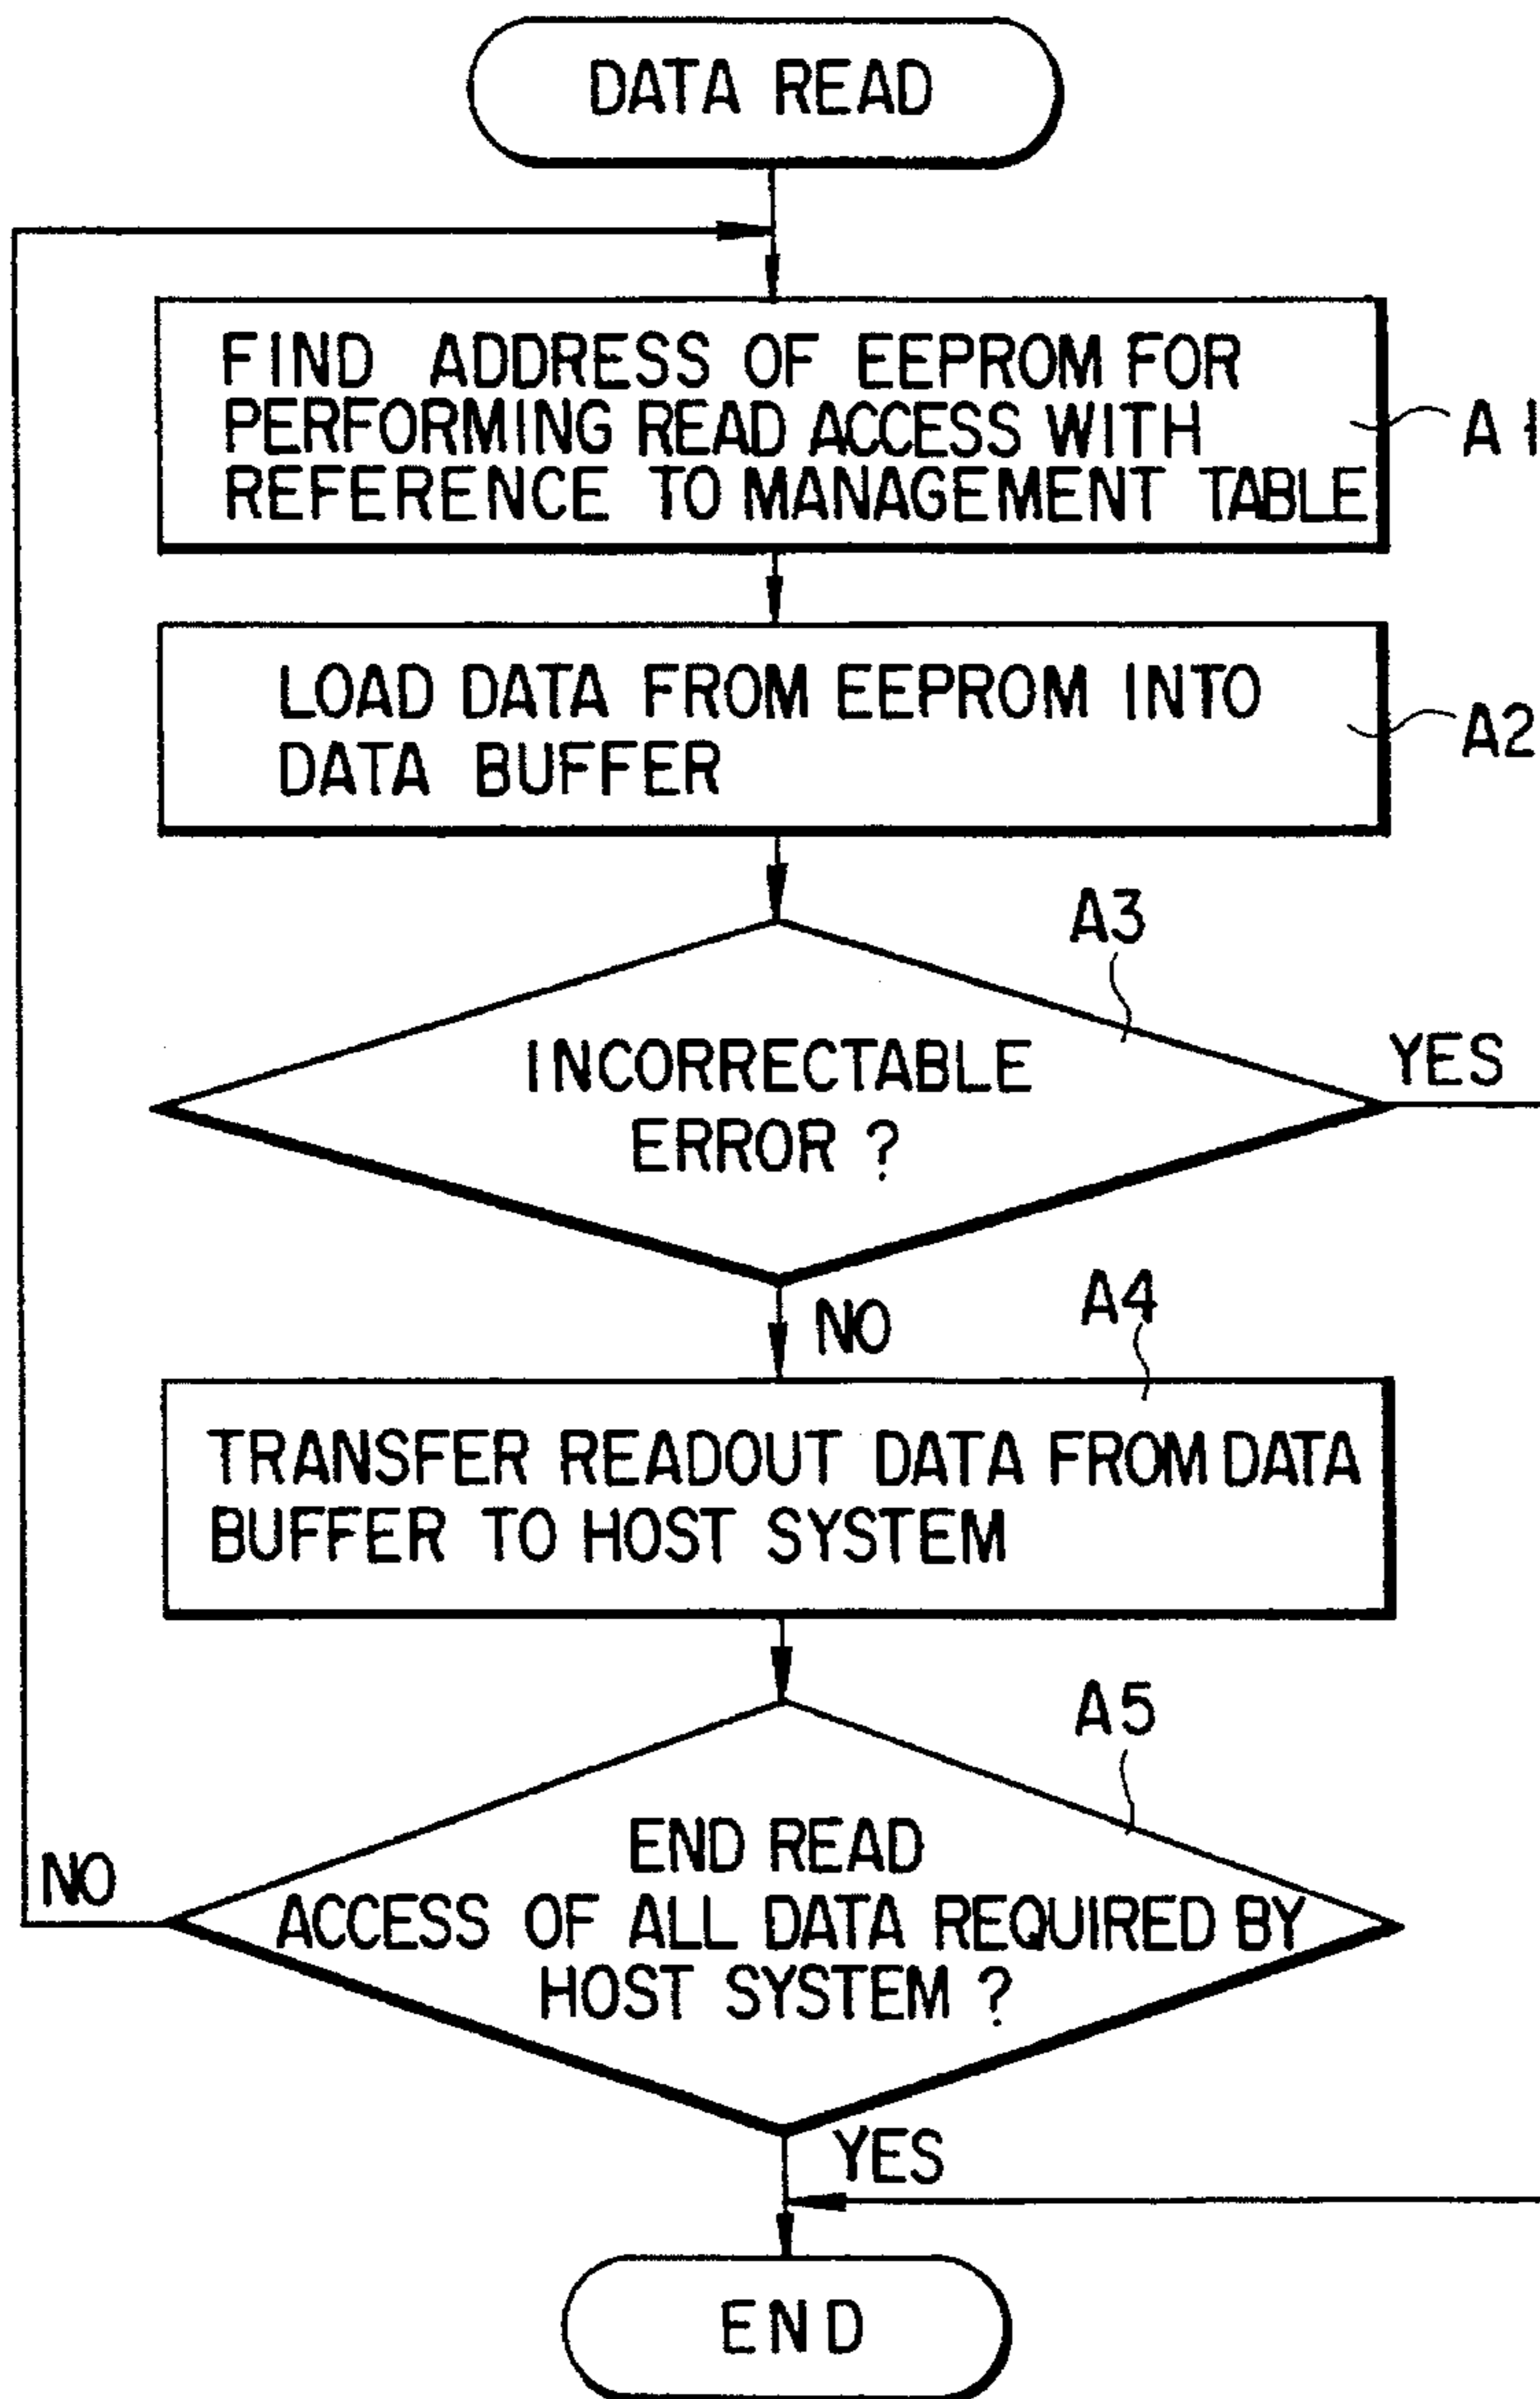 DATA READ
FIND ADDRESS OF EEPROM FOR
PERFORMING READ ACCESS WITH
REFERENCE TO MANAGEMENT TABLE
A1
LOAD DATA FROM EEPROM INTO
DATA BUFFER
A2
A3
INCORRECTABLE
ERROR ?
YES
NO
A4
TRANSFER READOUT DATA FROM DATA
BUFFER TO HOST SYSTEM
A5
END READ
ACCESS OF ALL DATA REQUIRED BY
HOST SYSTEM ?
NO
YES
END